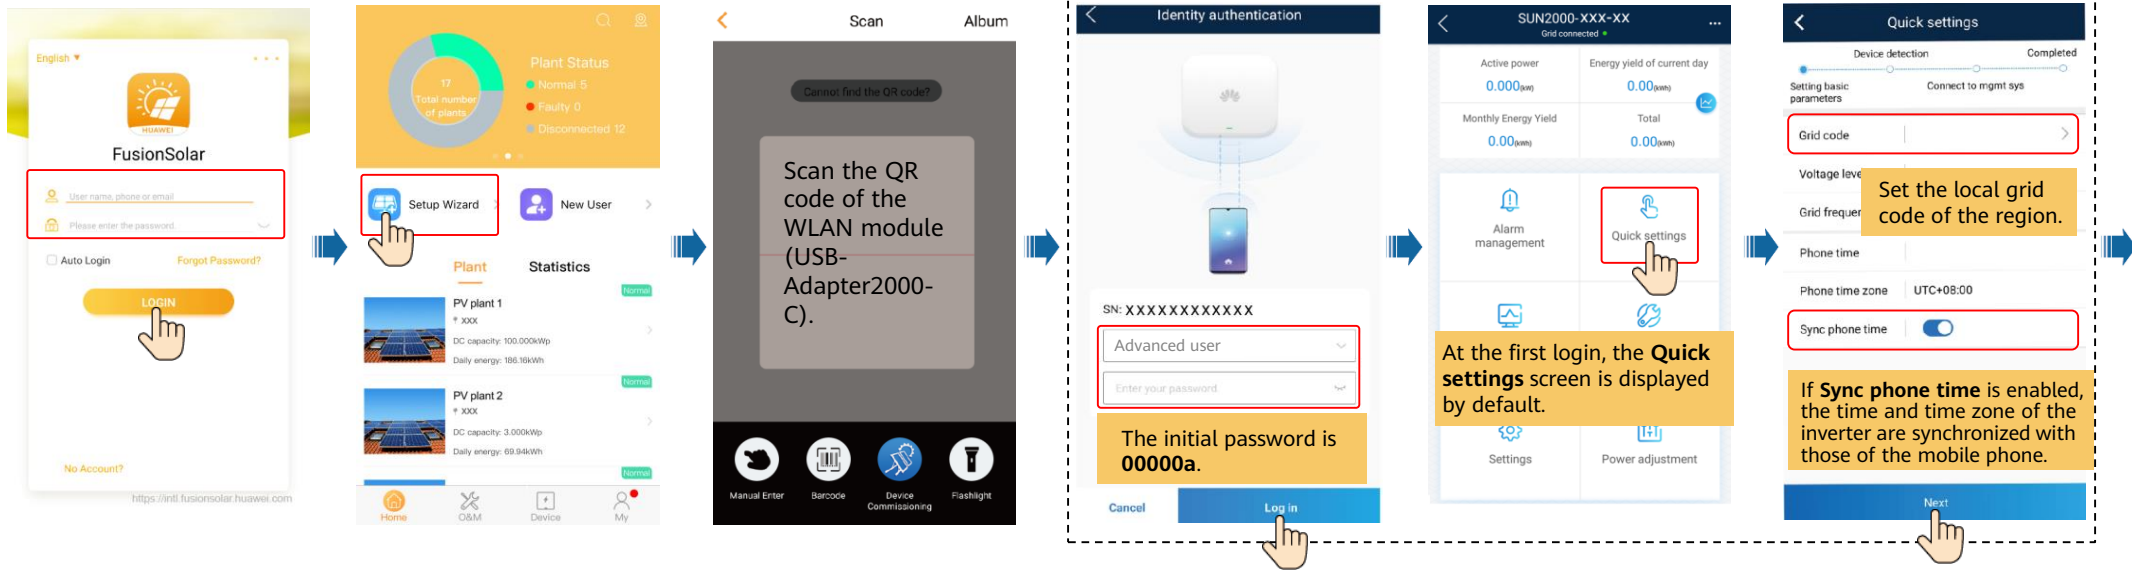 English
HUAWEI
FusionSolar
User name, phone or email
Please enter the password
Auto Login
Forgot Password?
LOGIN
No Account?
https://intl.fusionsolar.huawei.com
17
Total number
of plants
Plant Status
Normal 5
Faulty 0
Disconnected 12
Setup Wizard
New User
Plant
Statistics
Normal
PV plant 1
XXX
DC capacity: 100.000kWp
Daily energy: 186.16kWh
Normal
PV plant 2
XXX
DC capacity: 3.000kWp
Daily energy: 69.94kWh
Normal
Home
O&M
Device
My
Scan
Album
Cannot find the QR code?
Scan the QR
code of the
WLAN module
(USB-
Adapter2000-
C).
Manual Enter
Barcode
Device
Commissioning
Flashlight
Identity authentication
SN: XXXXXXXXXXXX
Advanced user
Enter your password
The initial password is
00000a.
Cancel
Log in
SUN2000-XXX-XX
Grid connected
Active power
0.000(kW)
Energy yield of current day
0.00(kWh)
Monthly Energy Yield
0.00(kWh)
Total
0.00(kWh)
Alarm
management
Quick settings
At the first login, the Quick
settings screen is displayed
by default.
Settings
Power adjustment
Quick settings
Device detection
Completed
Setting basic
parameters
Connect to mgmt sys
Grid code
Voltage leve
Set the local grid
code of the region.
Grid frequen
Phone time
Phone time zone
UTC+08:00
Sync phone time
If Sync phone time is enabled,
the time and time zone of the
inverter are synchronized with
those of the mobile phone.
Next